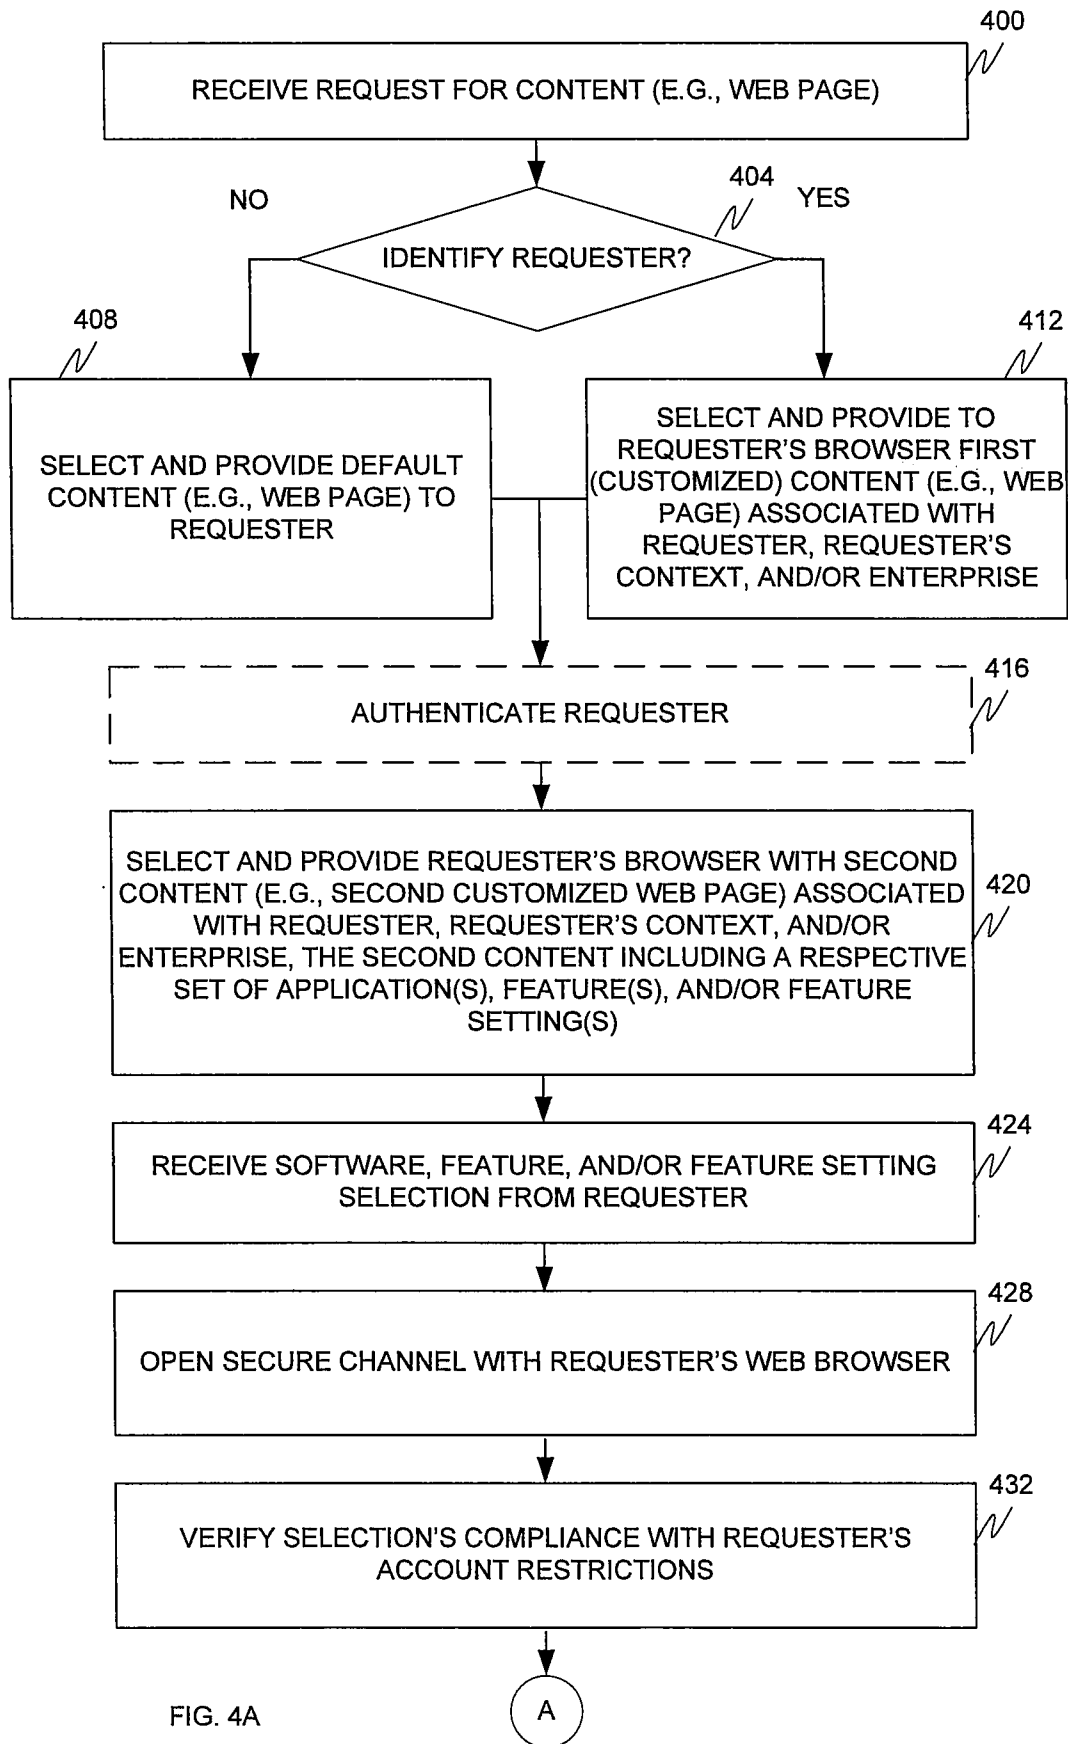 400
RECEIVE REQUEST FOR CONTENT (E.G., WEB PAGE)
404
NO
YES
IDENTIFY REQUESTER?
408
412
SELECT AND PROVIDE DEFAULT
CONTENT (E.G., WEB PAGE) TO
REQUESTER
SELECT AND PROVIDE TO
REQUESTER'S BROWSER FIRST
(CUSTOMIZED) CONTENT (E.G., WEB
PAGE) ASSOCIATED WITH
REQUESTER, REQUESTER'S
CONTEXT, AND/OR ENTERPRISE
416
AUTHENTICATE REQUESTER
420
SELECT AND PROVIDE REQUESTER'S BROWSER WITH SECOND
CONTENT (E.G., SECOND CUSTOMIZED WEB PAGE) ASSOCIATED
WITH REQUESTER, REQUESTER'S CONTEXT, AND/OR
ENTERPRISE, THE SECOND CONTENT INCLUDING A RESPECTIVE
SET OF APPLICATION(S), FEATURE(S), AND/OR FEATURE
SETTING(S)
424
RECEIVE SOFTWARE, FEATURE, AND/OR FEATURE SETTING
SELECTION FROM REQUESTER
428
OPEN SECURE CHANNEL WITH REQUESTER'S WEB BROWSER
432
VERIFY SELECTION'S COMPLIANCE WITH REQUESTER'S
ACCOUNT RESTRICTIONS
A
FIG. 4A